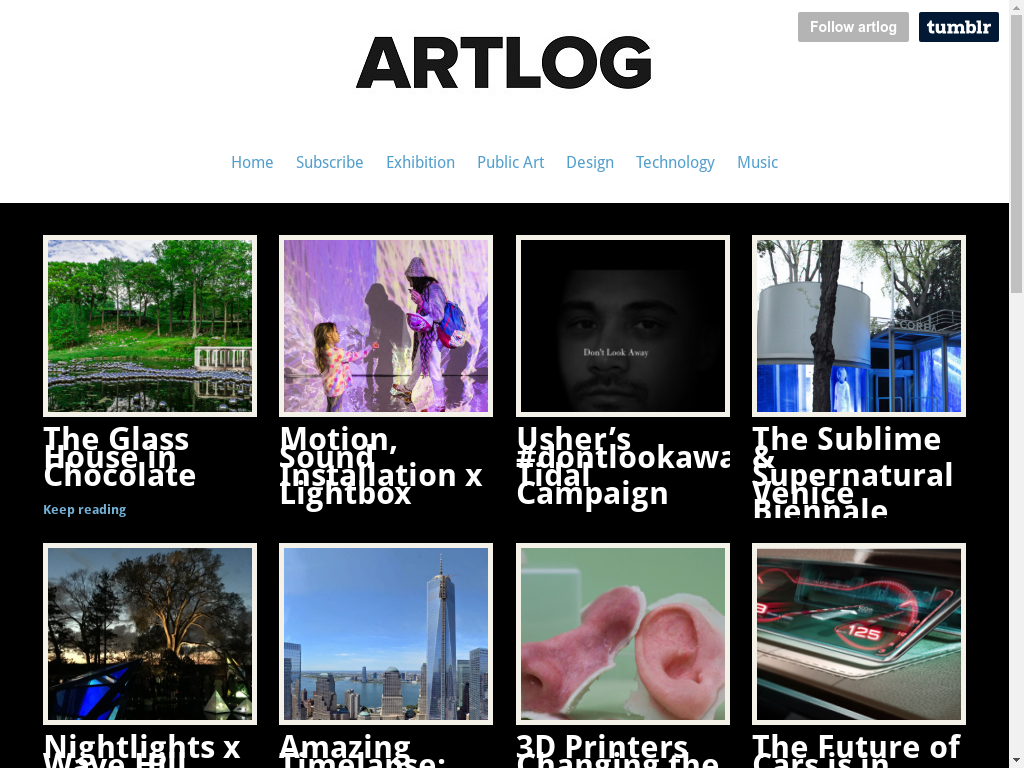 Follow artlog
tumblr
ARTLOG
Home Subscribe Exhibition Public Art Design Technology Music
Don't Look Away
The Glass
House in
Chocolate
Keep reading
Motion,
Sound
Installation x
Lightbox
Usher's
#dontlookawa
Tidal
Campaign
The Sublime
&
Supernatural
Venice
Biennale
125
Nightlights x
Wave Hill
Amazing
Timelapse:
3D Printers
Changing the
The Future of
Cars is in